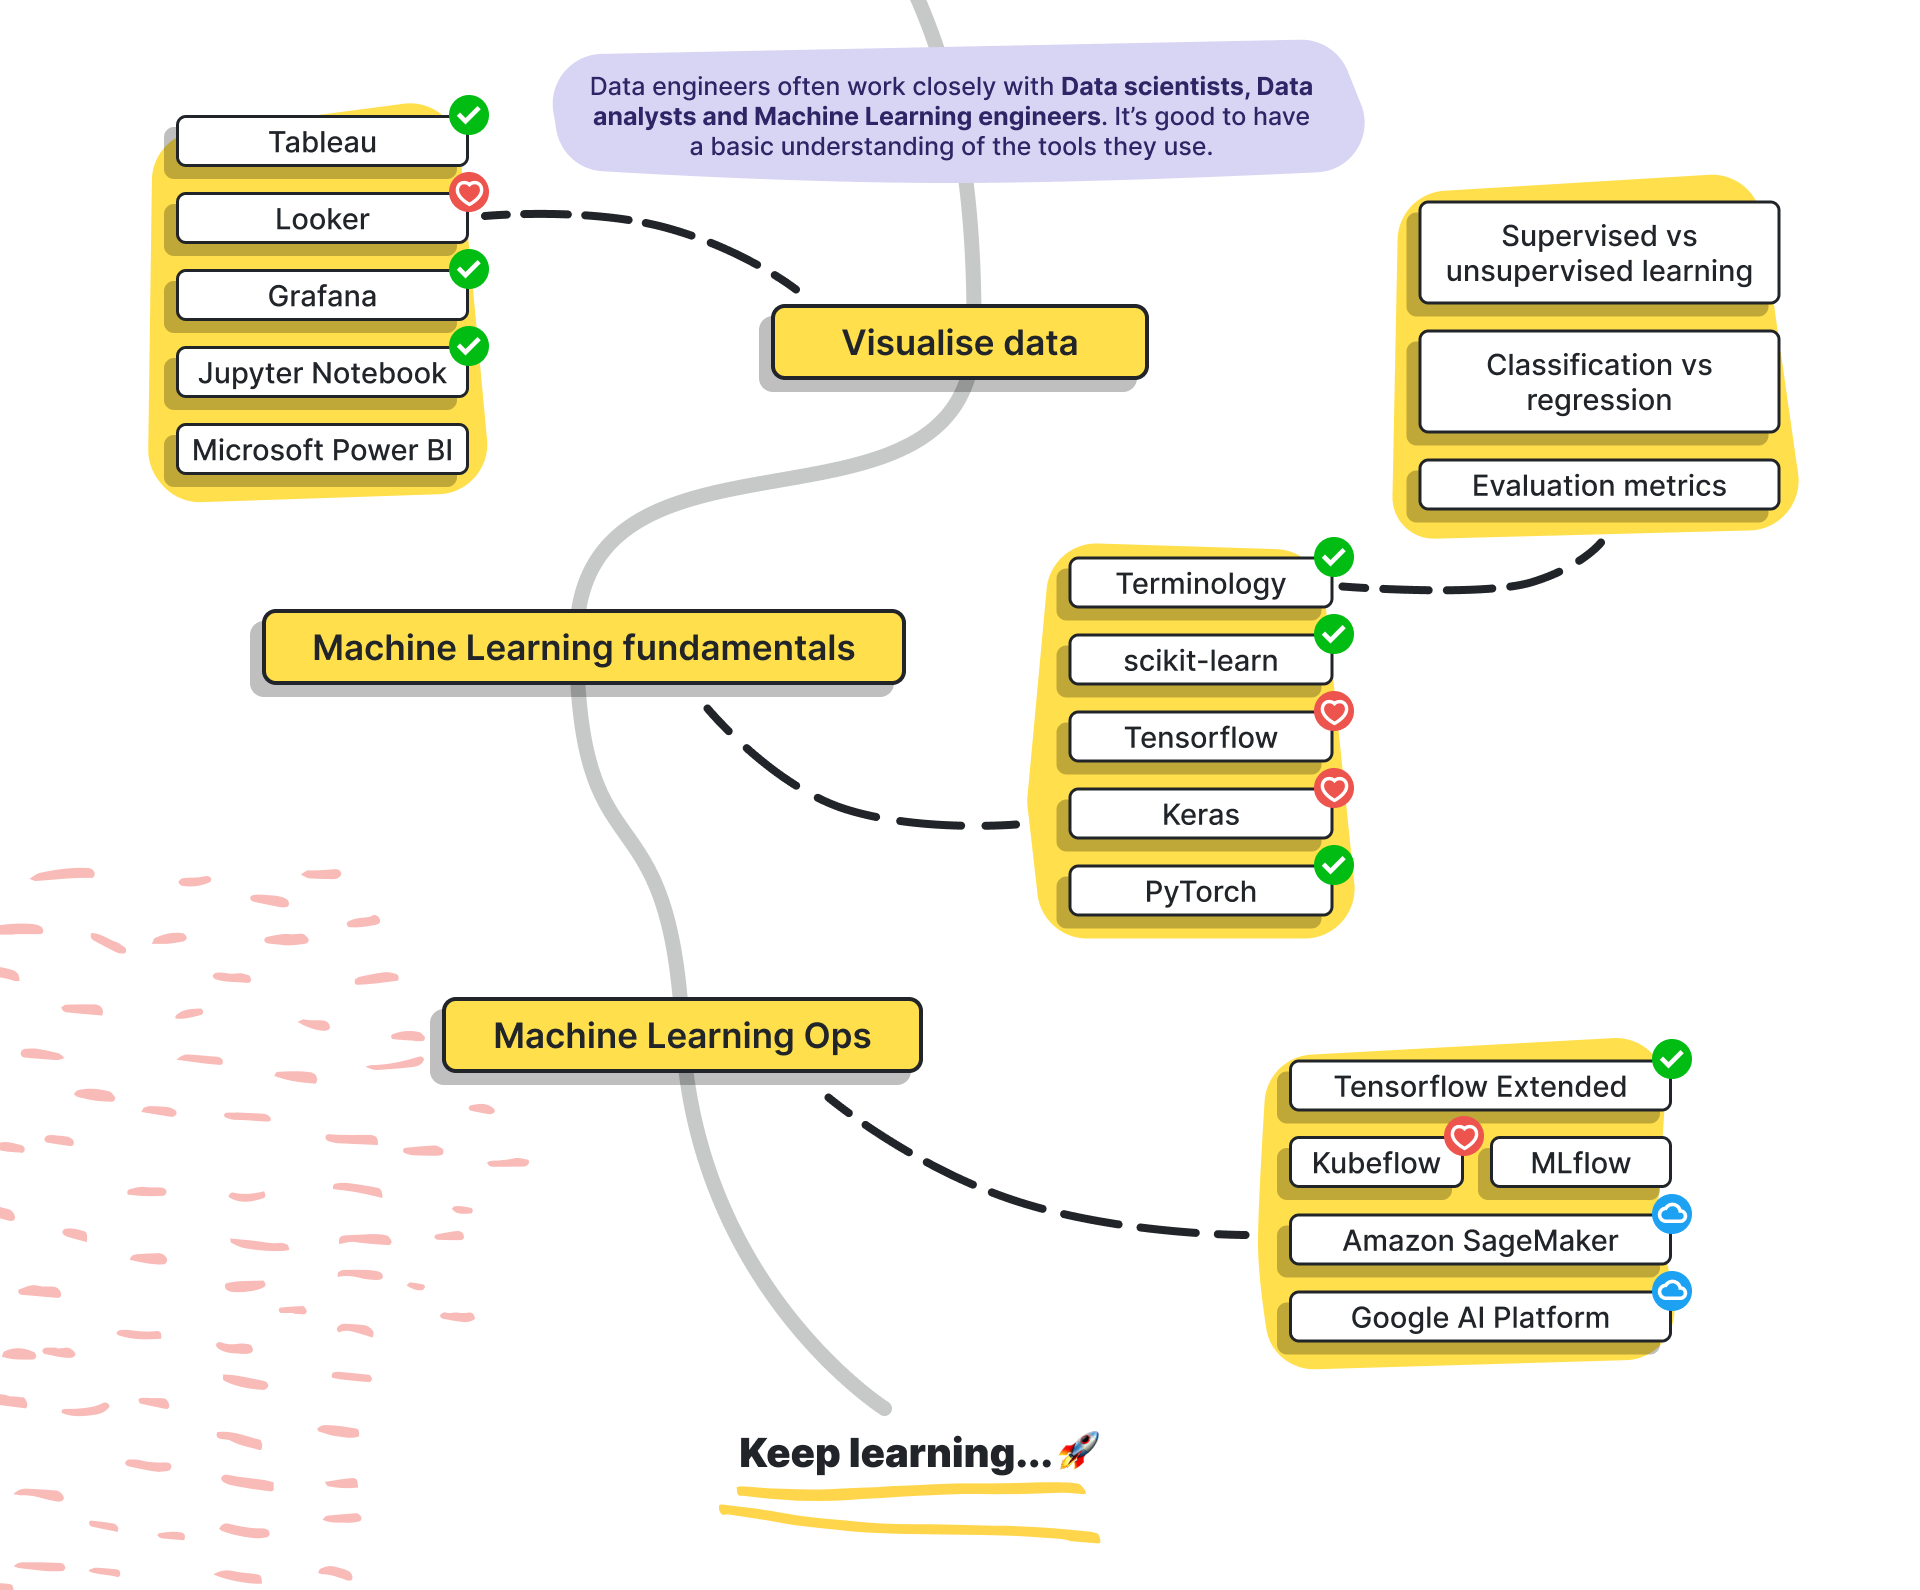 Data engineers often work closely with Data scientists, Data
analysts and Machine Learning engineers. It’s good to have
a basic understanding of the tools they use.
Tableau
Looker
Grafana
Jupyter Notebook
Microsoft Power BI
Visualise data
Supervised vs
unsupervised learning
Classification vs
regression
Evaluation metrics
Machine Learning fundamentals
Terminology
scikit-learn
Tensorflow
Keras
PyTorch
Machine Learning Ops
Tensorflow Extended
Kubeflow
MLflow
Amazon SageMaker
Google AI Platform
Keep learning...🚀